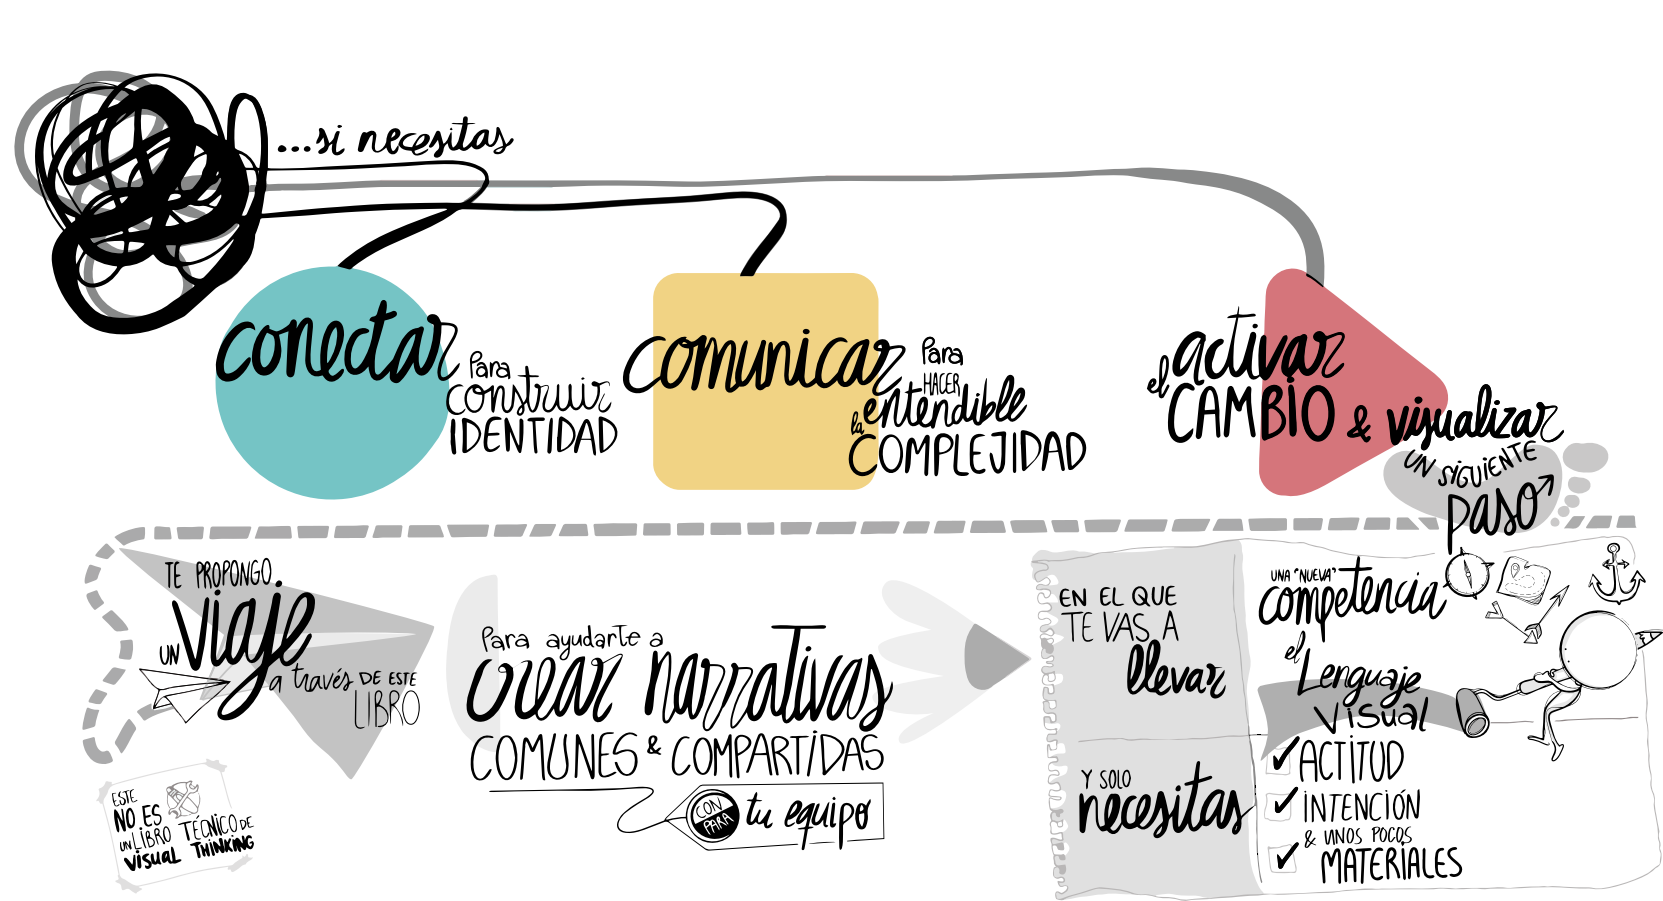 ...si necesitas
conectar
para
construir
IDENTIDAD
comunicar
para
HACER
entendible
la
COMPLEJIDAD
activar
el
CAMBIO & visualizar
UN SIGUIENTE
PASO
TE PROPONGO
UN VIAJE
a través DE ESTE
LIBRO
ESTE
NO ES
UN LIBRO TÉCNICO DE
VISUAL THINKING
Para ayudarte a
crear narrativas
COMUNES & COMPARTIDAS
CON
PARA
tu equipo
EN EL QUE
TE VAS A
llevar
UNA "NUEVA"
competencia
el
Lenguaje
VISUAL
Y SOLO
necesitas
ACTITUD
INTENCIÓN
& UNOS POCOS
MATERIALES